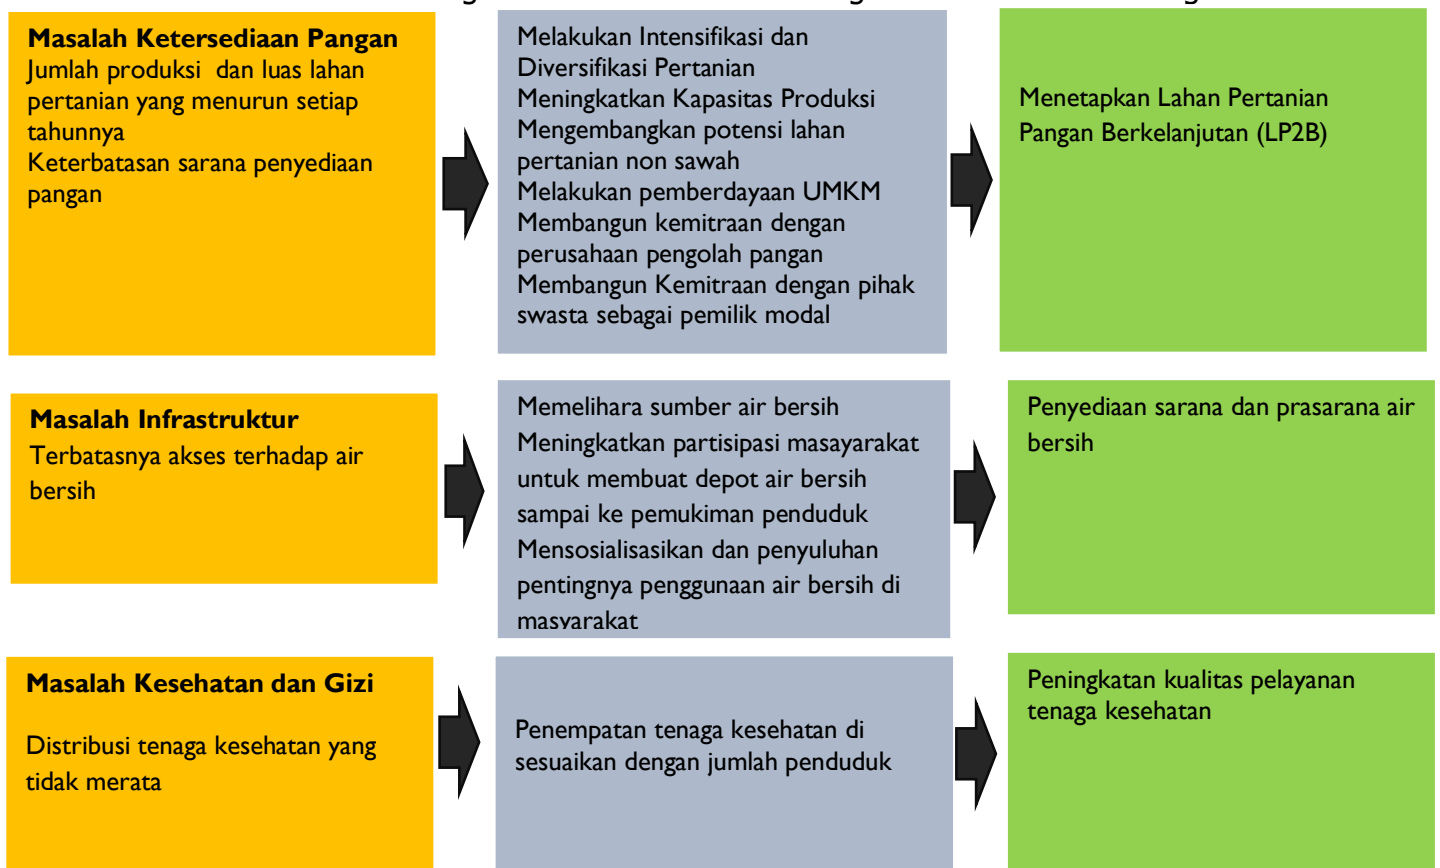 Masalah Ketersediaan Pangan
Jumlah produksi dan luas lahan
pertanian yang menurun setiap
tahunnya
Keterbatasan sarana penyediaan
pangan
Melakukan Intensifikasi dan
Diversifikasi Pertanian
Meningkatkan Kapasitas Produksi
Mengembangkan potensi lahan
pertanian non sawah
Melakukan pemberdayaan UMKM
Membangun kemitraan dengan
perusahaan pengolah pangan
Membangun Kemitraan dengan pihak
swasta sebagai pemilik modal
Menetapkan Lahan Pertanian
Pangan Berkelanjutan (LP2B)
Masalah Infrastruktur
Terbatasnya akses terhadap air
bersih
Memelihara sumber air bersih
Meningkatkan partisipasi masayarakat
untuk membuat depot air bersih
sampai ke pemukiman penduduk
Mensosialisasikan dan penyuluhan
pentingnya penggunaan air bersih di
masyarakat
Penyediaan sarana dan prasarana air
bersih
Masalah Kesehatan dan Gizi
Distribusi tenaga kesehatan yang
tidak merata
Penempatan tenaga kesehatan di
sesuaikan dengan jumlah penduduk
Peningkatan kualitas pelayanan
tenaga kesehatan